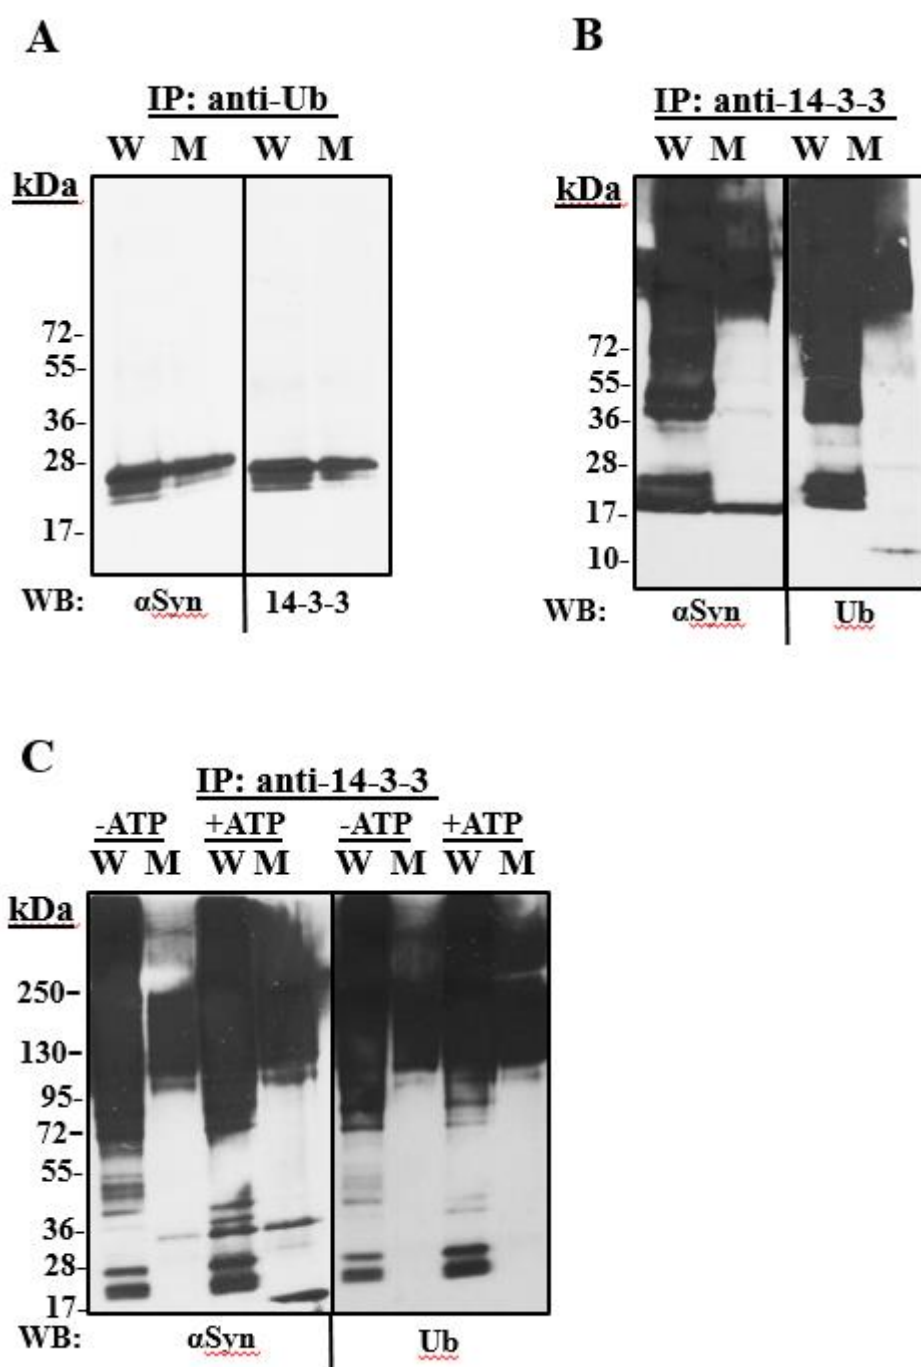 A
IP: anti-Ub
W M W M
kDa
72-
55-
36-
28-
17-
WB: αSyn 14-3-3
B
IP: anti-14-3-3
W M W M
kDa
72-
55-
36-
28-
17-
10-
WB: αSyn Ub
C
IP: anti-14-3-3
-ATP +ATP -ATP +ATP
W M W M W M W M
kDa
250-
130-
95-
72-
55-
36-
28-
17-
WB: αSyn Ub